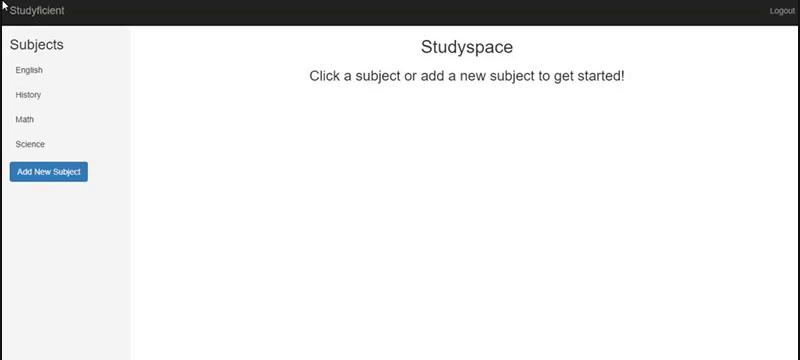 Studyficient
Logout
Subjects
English
History
Math
Science
Add New Subject
Studyspace
Click a subject or add a new subject to get started!